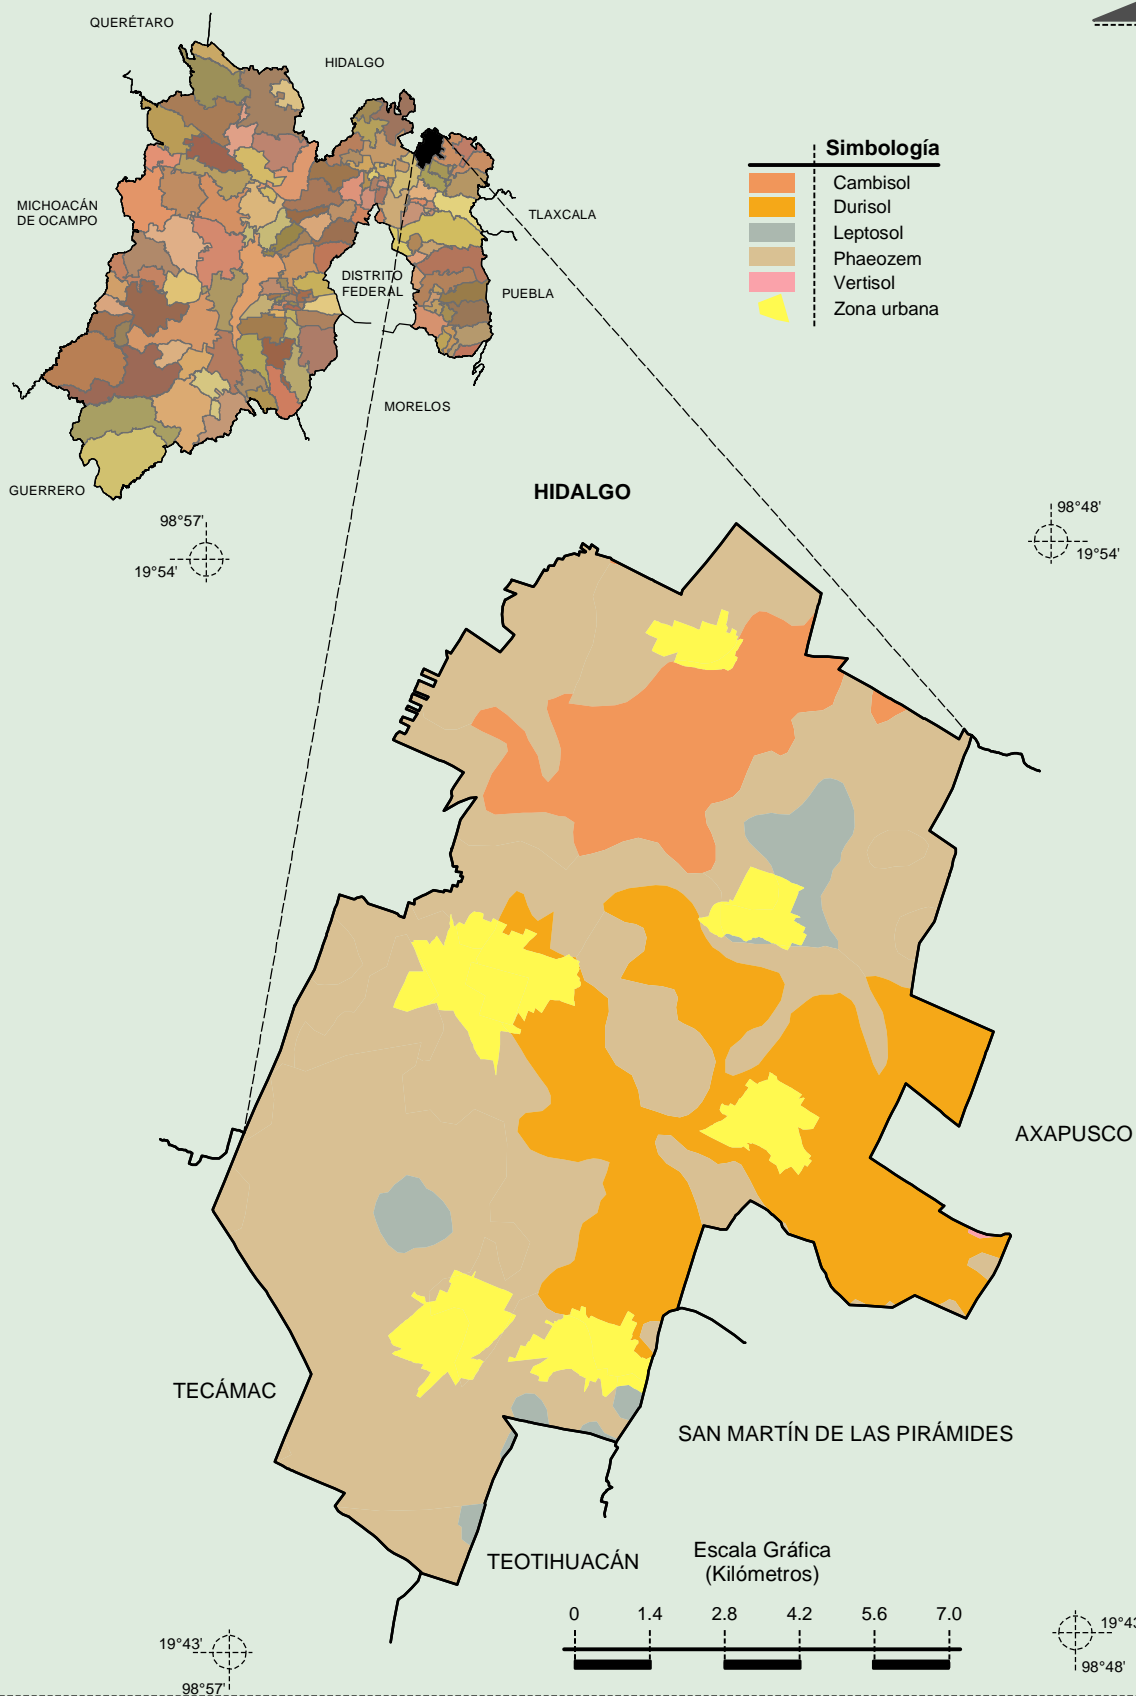 QUERÉTARO
HIDALGO
MICHOACÁN
DE OCAMPO
TLAXCALA
DISTRITO
FEDERAL
PUEBLA
MORELOS
GUERRERO
Simbología
Cambisol
Durisol
Leptosol
Phaeozem
Vertisol
Zona urbana
HIDALGO
98°57'
19°54'
98°48'
19°54'
AXAPUSCO
TECÁMAC
SAN MARTÍN DE LAS PIRÁMIDES
TEOTIHUACÁN
Escala Gráfica
(Kilómetros)
0 1.4 2.8 4.2 5.6 7.0
19°43'
98°57'
19°43
98°48'